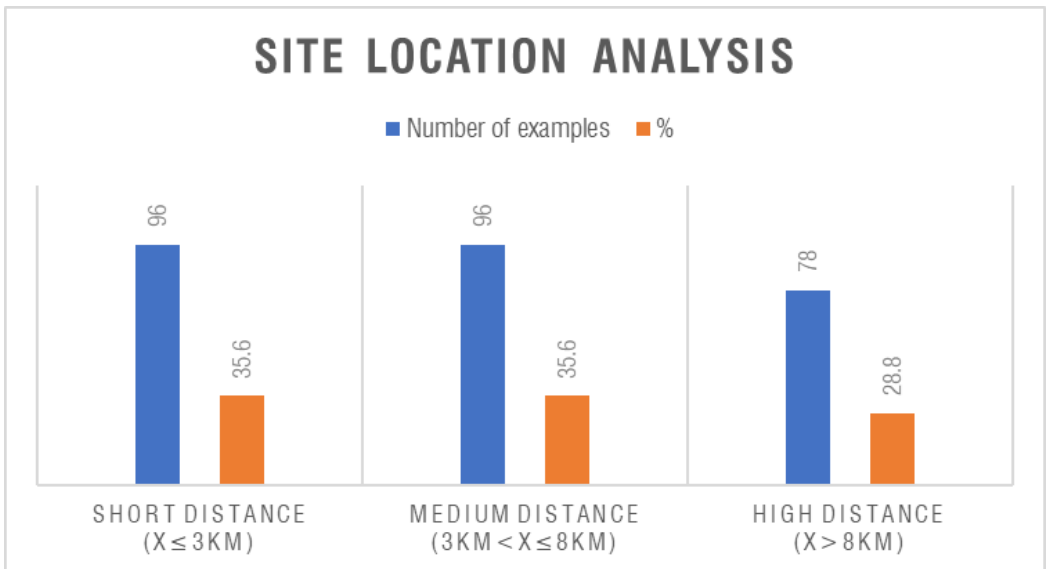 SITE LOCATION ANALYSIS
Number of examples %
96 35.6 96 35.6 78 28.8
SHORT DISTANCE (X≤3KM)
MEDIUM DISTANCE (3KM<X≤8KM)
HIGH DISTANCE (X>8KM)